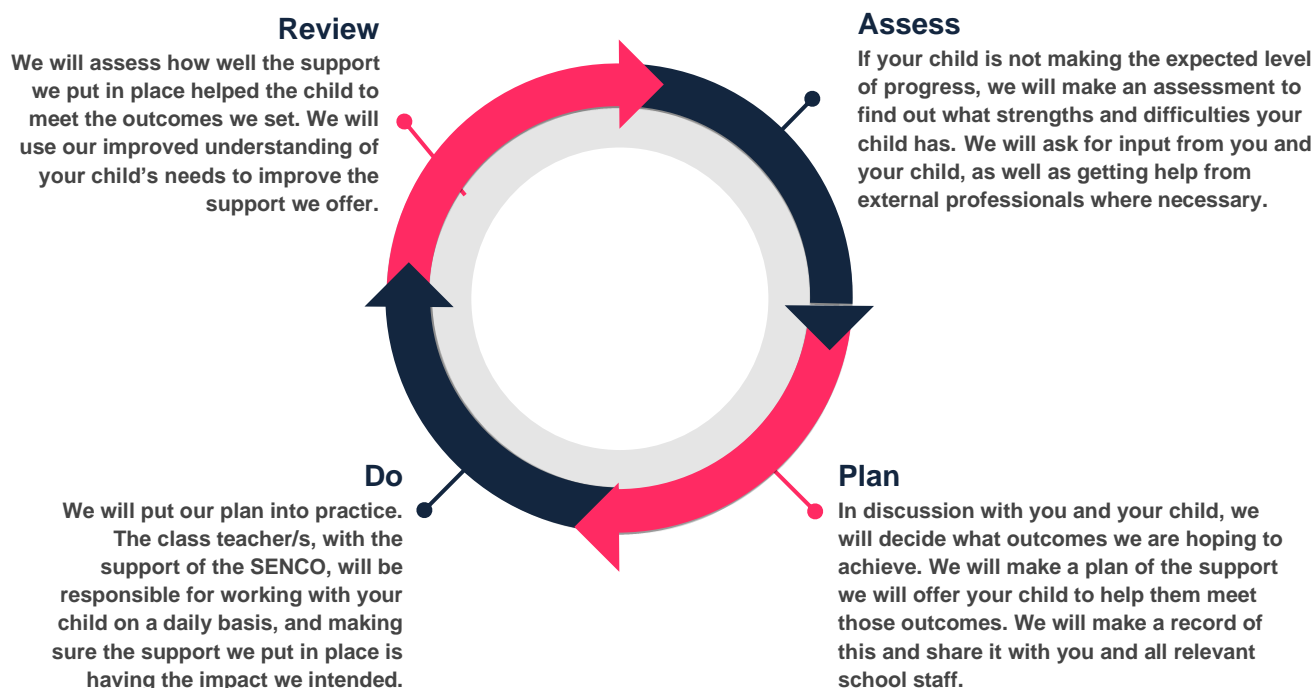 Review
We will assess how well the support
we put in place helped the child to
meet the outcomes we set. We will
use our improved understanding of
your child’s needs to improve the
support we offer.
Assess
If your child is not making the expected level
of progress, we will make an assessment to
find out what strengths and difficulties your
child has. We will ask for input from you and
your child, as well as getting help from
external professionals where necessary.
Do
We will put our plan into practice.
The class teacher/s, with the
support of the SENCO, will be
responsible for working with your
child on a daily basis, and making
sure the support we put in place is
having the impact we intended.
Plan
In discussion with you and your child, we
will decide what outcomes we are hoping to
achieve. We will make a plan of the support
we will offer your child to help them meet
those outcomes. We will make a record of
this and share it with you and all relevant
school staff.